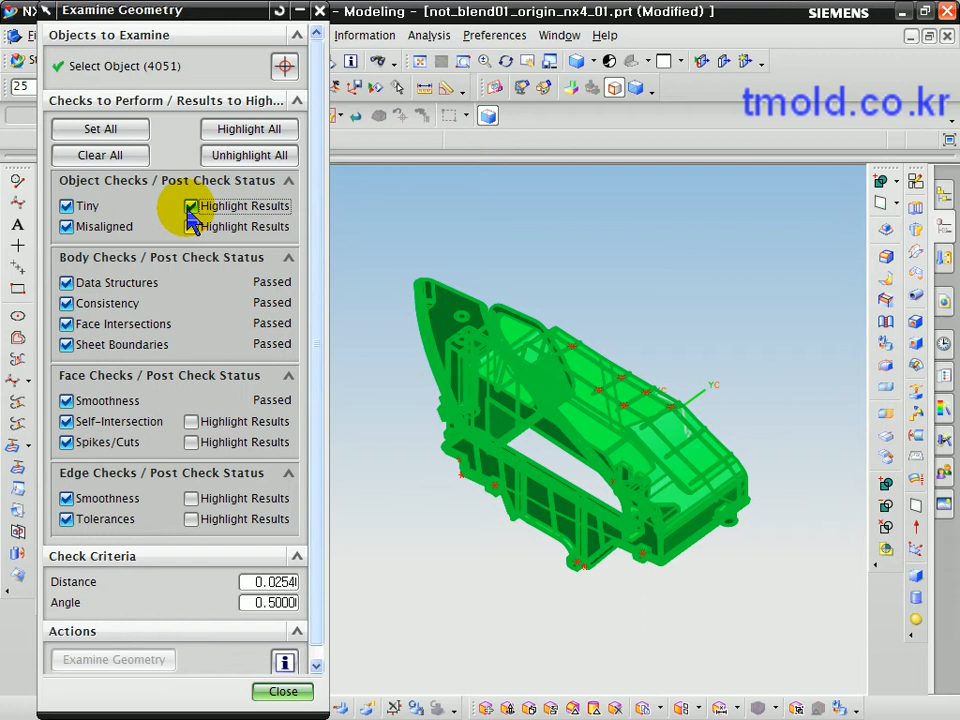 Examine Geometry
- Modeling - [not_blend01_origin_nx4_01.prt (Modified) ]
SIEMENS
Information Analysis Preferences Window Help
Objects to Examine
Select Object (4051)
25
tmold.co.kr
Checks to Perform / Results to High...
Set All
Highlight All
Clear All
Unhighlight All
Object Checks / Post Check Status
Tiny
Highlight Results
Misaligned
Highlight Results
Body Checks / Post Check Status
Data Structures Passed
Consistency Passed
Face Intersections Passed
Sheet Boundaries Passed
Face Checks / Post Check Status
Smoothness Passed
Self-Intersection
Highlight Results
Spikes/Cuts
Highlight Results
Edge Checks / Post Check Status
Smoothness
Highlight Results
Tolerances
Highlight Results
Check Criteria
Distance
Angle 0.5000
Actions
Examine Geometry
Close
YC